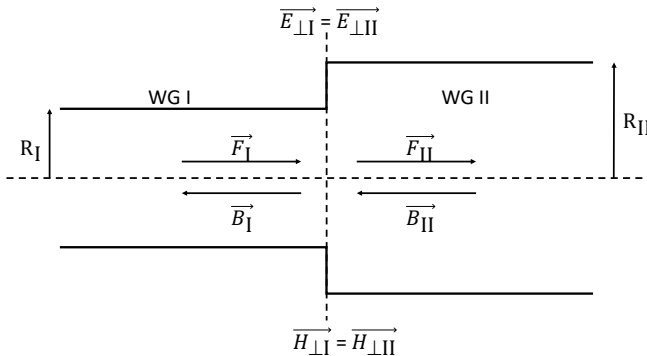 E⊥I = E⊥II
WG I
WG II
RI
RII
FI
FII
BI
BII
H⊥I = H⊥II